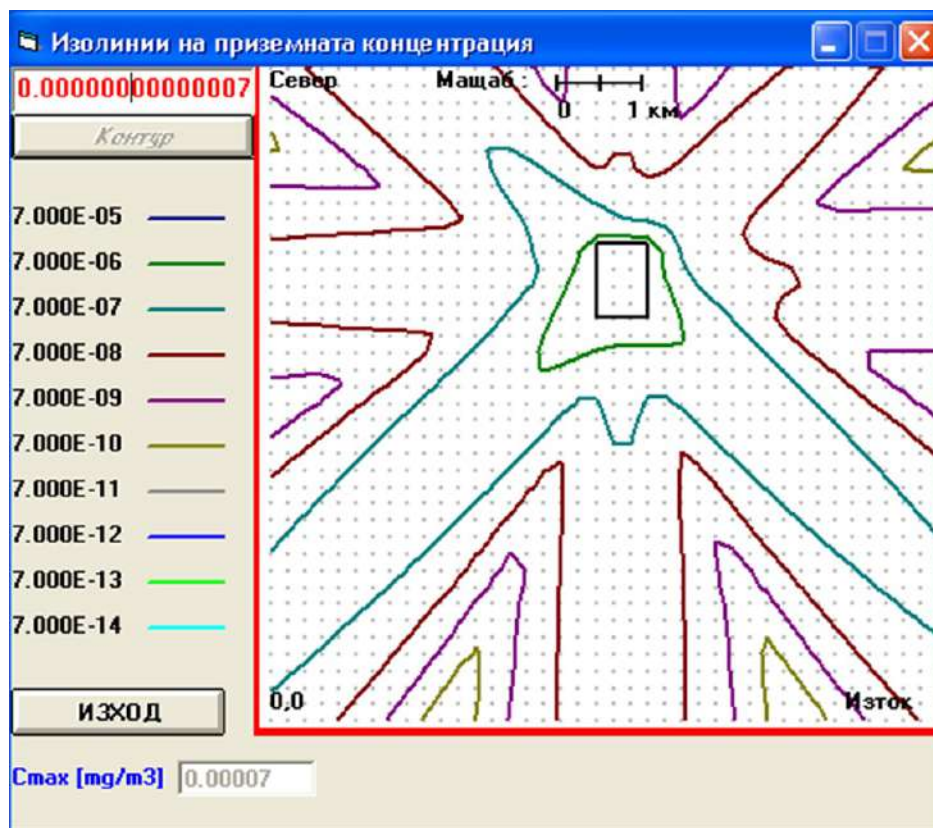 Изолинии на приземната концентрация
0.00000000000007
Север
Мащаб :
0 1 км
Контур
7.000E-05
7.000E-06
7.000E-07
7.000E-08
7.000E-09
7.000E-10
7.000E-11
7.000E-12
7.000E-13
7.000E-14
0,0
Изток
ИЗХОД
Cmax [mg/m3] 0.00007